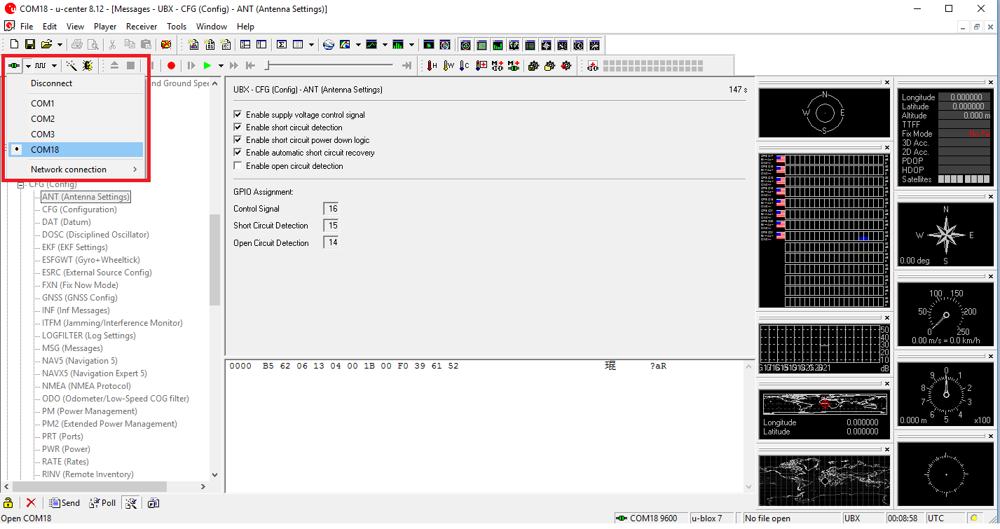 COM18 - u-center 8.12 - [Messages - UBX - CFG (Config) - ANT (Antenna Settings)]
File Edit View Player Receiver Tools Window Help
Disconnect
COM1
COM2
COM3
COM18
Network connection
nd Ground Spee
CFG (Config)
ANT (Antenna Settings)
CFG (Configuration)
DAT (Datum)
DOSC (Disciplined Oscillator)
EKF (EKF Settings)
ESFGWT (Gyro+Wheeltick)
ESRC (External Source Config)
FXN (Fix Now Mode)
GNSS (GNSS Config)
INF (Inf Messages)
ITFM (Jamming/Interference Monitor)
LOGFILTER (Log Settings)
MSG (Messages)
NAV5 (Navigation 5)
NAVX5 (Navigation Expert 5)
NMEA (NMEA Protocol)
ODO (Odometer/Low-Speed COG filter)
PM (Power Management)
PM2 (Extended Power Management)
PRT (Ports)
PWR (Power)
RATE (Rates)
RINV (Remote Inventory)
UBX - CFG (Config) - ANT (Antenna Settings) 147 s
Enable supply voltage control signal
Enable short circuit detection
Enable short circuit power down logic
Enable automatic short circuit recovery
Enable open circuit detection
GPIO Assignment:
Control Signal 16
Short Circuit Detection 15
Open Circuit Detection 14
0000 B5 62 06 13 04 00 1B 00 F0 39 61 52 琨 ?aR
N
W E
S
50
40
30
20
10
dB
Longitude 0.000000
Latitude 0.000000
Longitude 0.000000
Latitude 0.000000
Altitude 0.000 m
TTFF
Fix Mode No Fix
3D Acc.
2D Acc.
PDOP
HDOP
Satellites
N
W E
S
0.00 deg
100 150
50 200
0 250
0.00 m/s = 0.0 km/h
0
9 1
8 2
7 3
6 4
5
0.000 m x100
Send Poll
Open COM18 COM18 9600 u-blox 7 No file open UBX 00:08:58 UTC